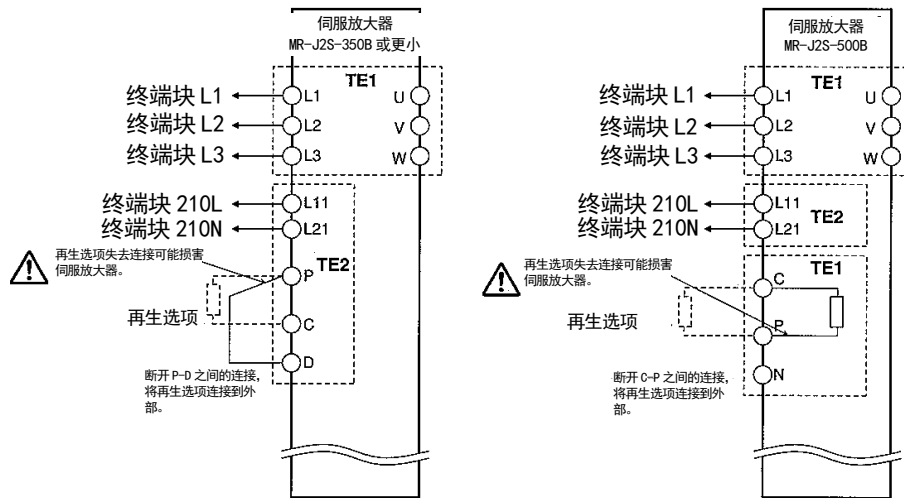 伺服放大器
MR-J2S-350B 或更小
TE1
终端块 L1
L1
U
终端块 L2
L2
V
终端块 L3
L3
W
终端块 210L
L11
终端块 210N
L21
TE2
再生选项失去连接可能损害
伺服放大器。
P
再生选项
C
D
断开 P-D 之间的连接,
将再生选项连接到外
部。
伺服放大器
MR-J2S-500B
TE1
终端块 L1
L1
U
终端块 L2
L2
V
终端块 L3
L3
W
终端块 210L
L11
TE2
终端块 210N
L21
再生选项失去连接可能损害
伺服放大器。
TE1
C
再生选项
P
N
断开 C-P 之间的连接,
将再生选项连接到外
部。